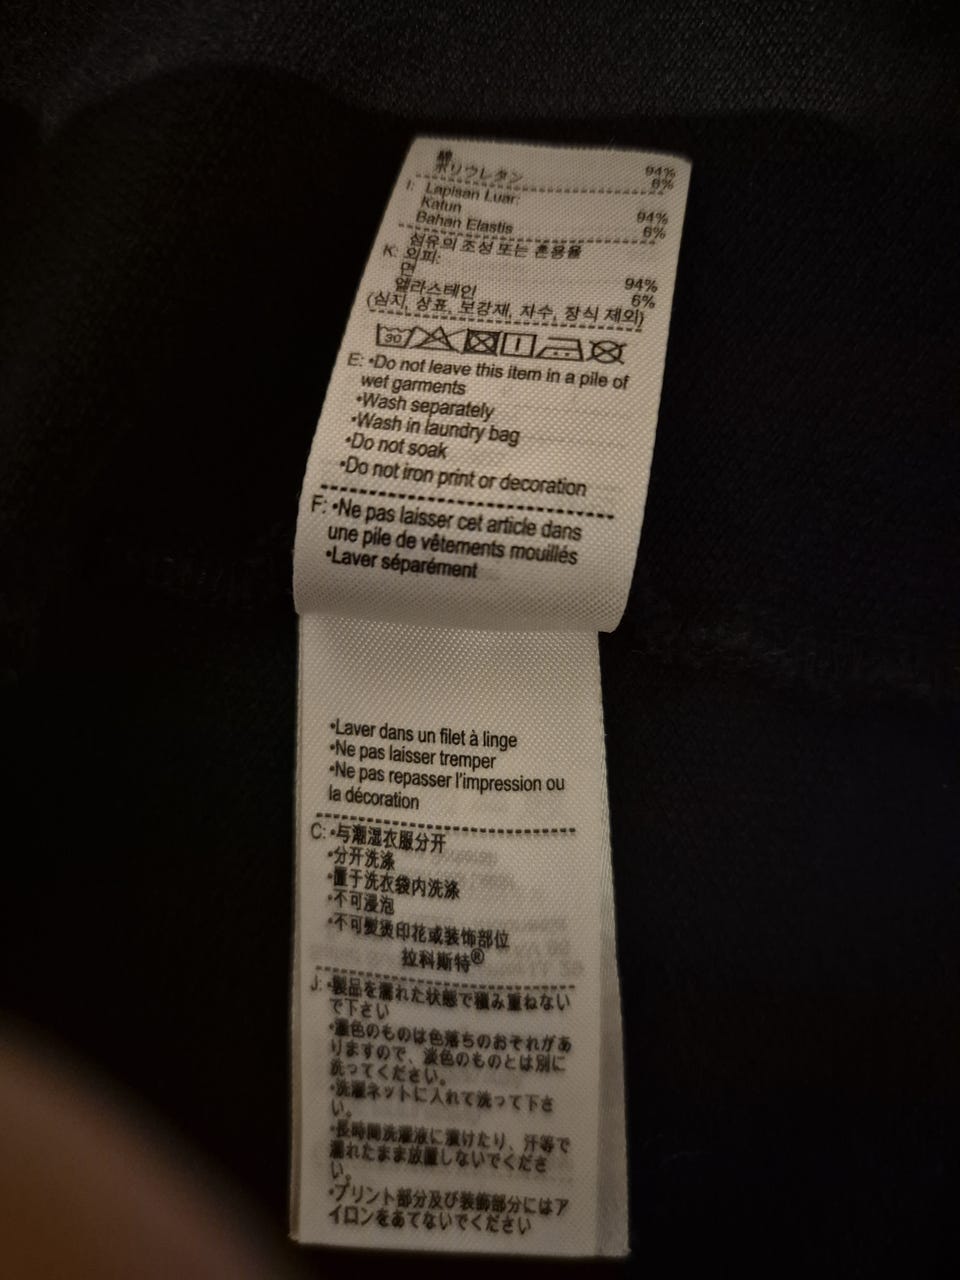 綿 94%
ポリウレタン 6%
I: Lapisan Luar:
Katun 94%
Bahan Elastis 6%
섬유의 조성 또는 혼용율
K: 외피:
면 94%
엘라스테인 6%
(심지, 상표, 보강재, 자수, 장식 제외)
30
E: •Do not leave this item in a pile of
wet garments
•Wash separately
•Wash in laundry bag
•Do not soak
•Do not iron print or decoration
F: •Ne pas laisser cet article dans
une pile de vêtements mouillés
•Laver séparément
•Laver dans un filet à linge
•Ne pas laisser tremper
•Ne pas repasser l'impression ou
la décoration
C: •与潮湿衣服分开
•分开洗涤
•置于洗衣袋内洗涤
•不可浸泡
•不可熨烫印花或装饰部位
拉科斯特®
J: •製品を濡れた状態で積み重ねない
で下さい
•濃色のものは色落ちのおそれがあ
りますので、淡色のものとは別に
洗ってください。
•洗濯ネットに入れて洗って下さ
い。
•長時間洗濯液に漬けたり、汗等で
濡れたまま放置しないでくださ
い。
•プリント部分及び装飾部分にはア
イロンをあてないでください